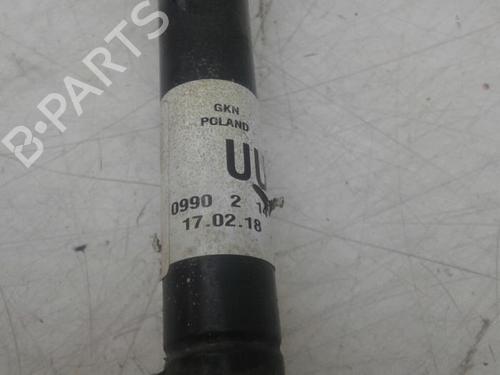 GKN
POLAND
UU
0990 2
17.02.18
B-PARTS